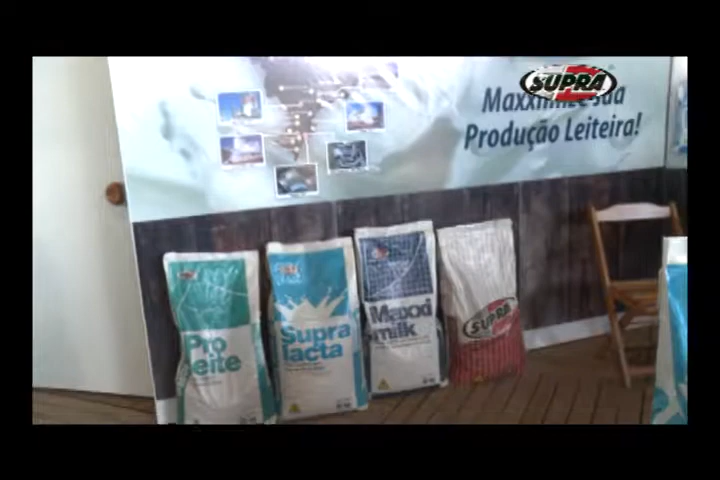 SUPRA
Maxximize sua
Produção Leiteira!
Pro
leite
Supra
lacta
Maxxi
milk
SUPRA